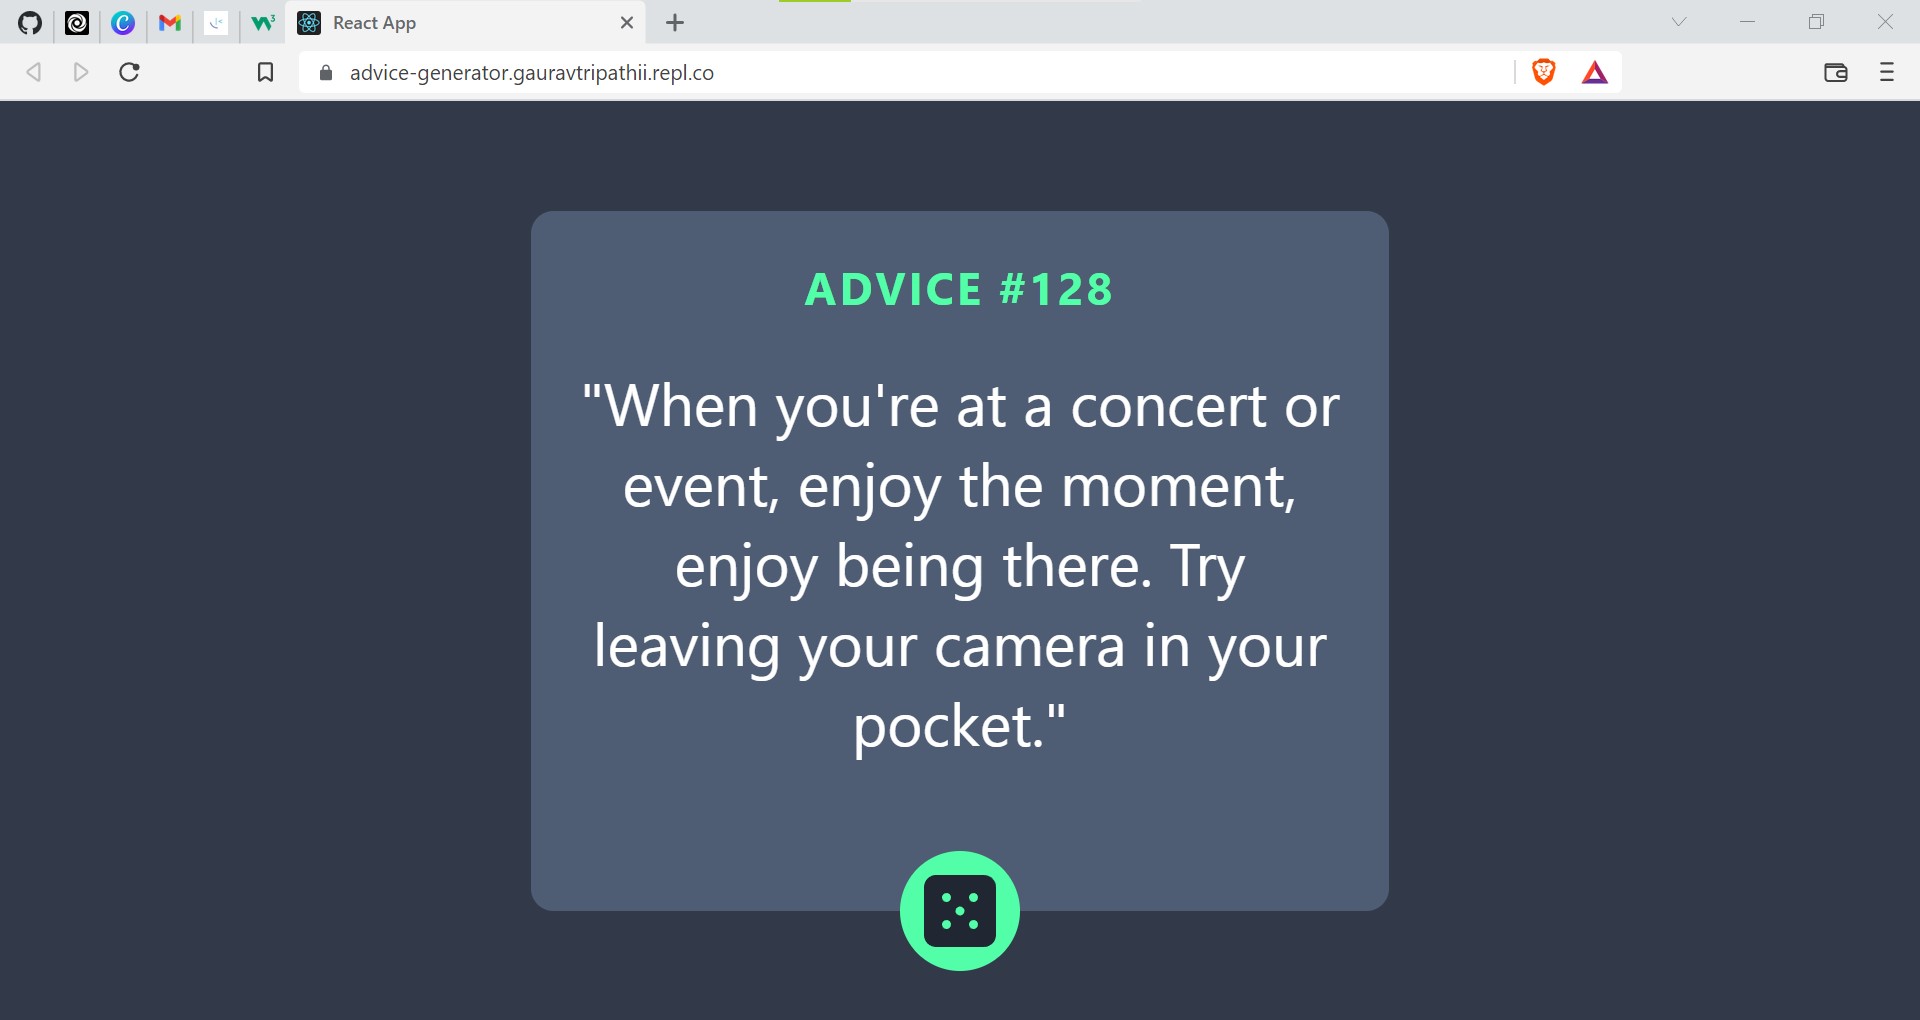 React App
advice-generator.gauravtripathii.repl.co
ADVICE #128
"When you're at a concert or
event, enjoy the moment,
enjoy being there. Try
leaving your camera in your
pocket."